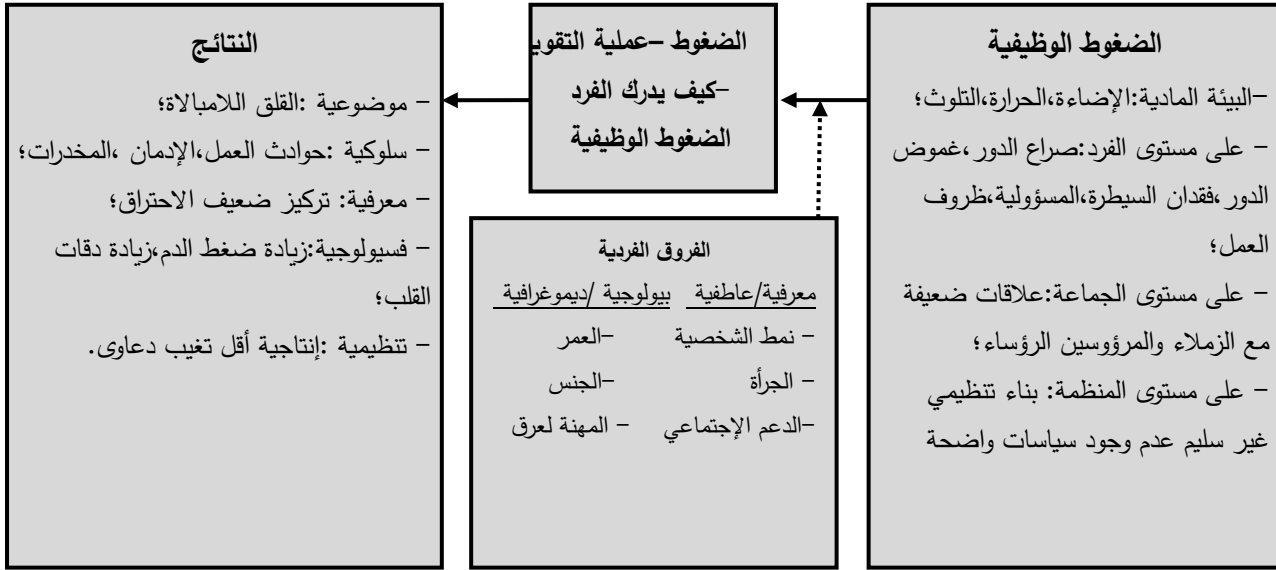 الضغوط الوظيفية
–البيئة المادية:الإضاءة،الحرارة،التلوث؛
– على مستوى الفرد:صراع الدور ،غموض
الدور ،فقدان السيطرة،المسؤولية،ظروف
العمل؛
– على مستوى الجماعة:علاقات ضعيفة
مع الزملاء والمرؤوسين الرؤساء؛
– على مستوى المنظمة: بناء تنظيمي
غير سليم عدم وجود سياسات واضحة
الضغوط –عملية التقوي
–كيف يدرك الفرد
الضغوط الوظيفية
الفروق الفردية
معرفية/عاطفية بيولوجية /ديموغرافية
– نمط الشخصية –العمر
– الجرأة –الجنس
–الدعم الإجتماعي – المهنة لعرق
النتائج
– موضوعية :القلق اللامبالاة؛
– سلوكية :حوادث العمل،الإدمان ،المخدرات؛
– معرفية: تركيز ضعيف الاحتراق؛
– فسيولوجية:زيادة ضغط الدم،زيادة دقات
القلب؛
– تنظيمية :إنتاجية أقل تغيب دعاوى.